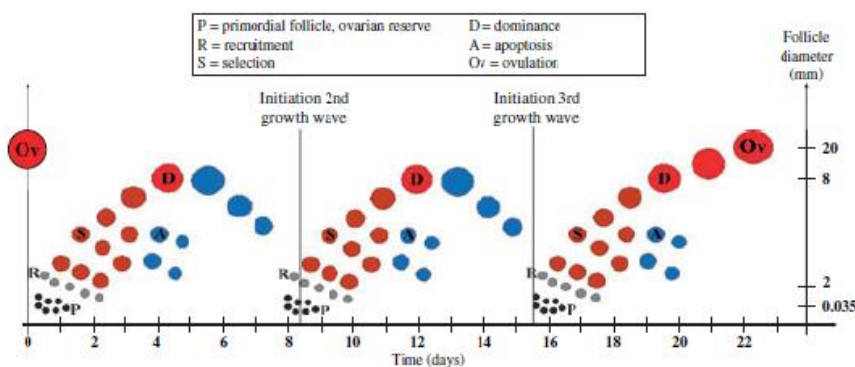 P = primordial follicle, ovarian reserve D = dominance
R = recruitment A = apoptosis
S = selection Ov = ovulation
Follicle
diameter
(mm)
Initiation 2nd
growth wave
Initiation 3rd
growth wave
Ov
Ov
20
D
D
D
8
S
A
S
A
S
A
R
R
R
2
P
P
P
0.035
0 2 4 6 8 10 12 14 16 18 20 22
Time (days)